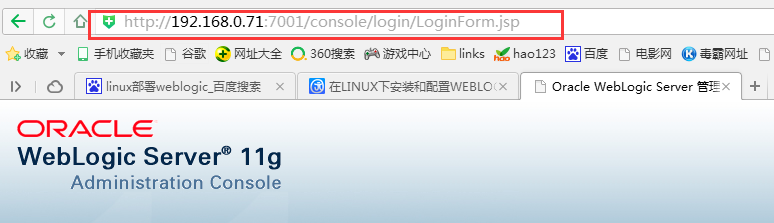 http://192.168.0.71:7001/console/login/LoginForm.jsp
收藏 手机收藏夹 谷歌 网址大全 360搜索 游戏中心 links hao123 百度 电影网 毒霸网址
linux部署weblogic_百度搜索 在LINUX下安装和配置WEBLO Oracle WebLogic Server 管理
ORACLE
WebLogic Server® 11g
Administration Console